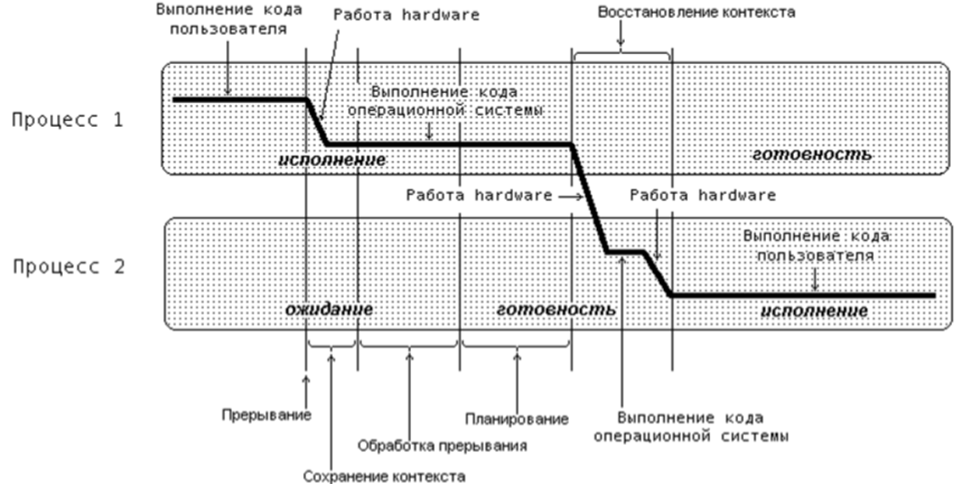 Выполнение кода
пользователя
Работа hardware
Восстановление контекста
Процесс 1
Выполнение кода
операционной системы
исполнение
готовность
Работа hardware
Работа hardware
Процесс 2
Выполнение кода
пользователя
ожидание
готовность
исполнение
Прерывание
Планирование
Выполнение кода
операционной системы
Обработка прерывания
Сохранение контекста